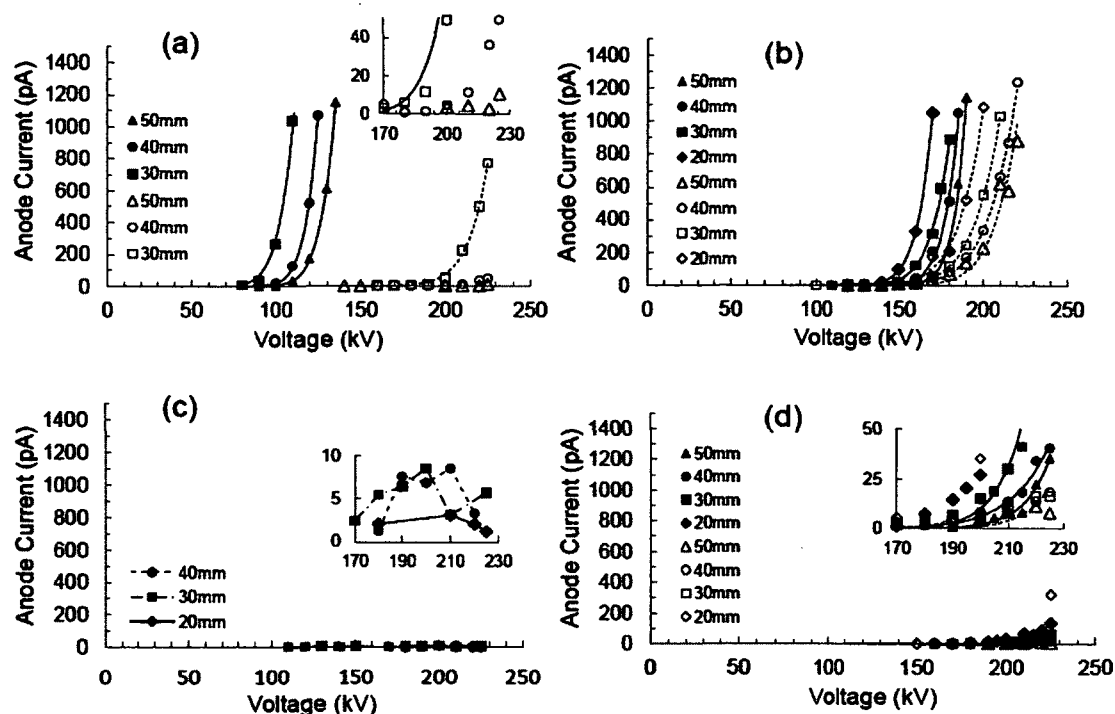 (a)
Anode Current (pA)
1400
1200
1000
800
600
400
200
0
50mm
40mm
30mm
50mm
40mm
30mm
40
20
0
170 200 230
0 50 100 150 200 250
Voltage (kV)
(b)
Anode Current (pA)
1400
1200
1000
800
600
400
200
0
50mm
40mm
30mm
20mm
50mm
40mm
30mm
20mm
0 50 100 150 200 250
Voltage (kV)
(c)
Anode Current (pA)
1400
1200
1000
800
600
400
200
0
10
5
0
170 190 210 230
40mm
30mm
20mm
0 50 100 150 200 250
Voltage (kV)
(d)
Anode Current (pA)
1400
1200
1000
800
600
400
200
0
50mm
40mm
30mm
20mm
50mm
40mm
30mm
20mm
50
25
0
170 190 210 230
0 50 100 150 200 250
Voltage (kV)